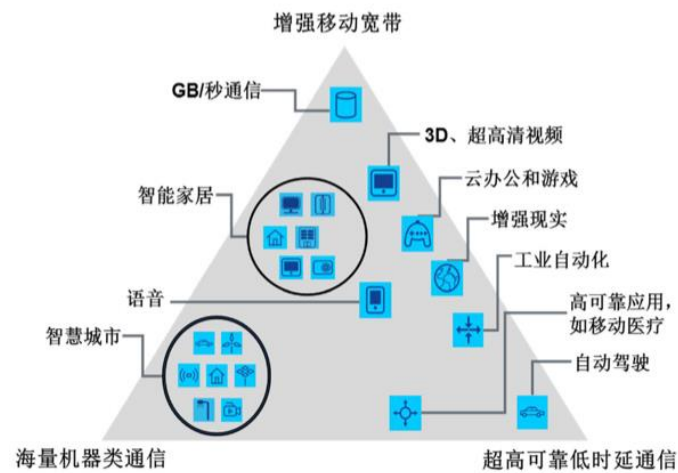 增强移动宽带
GB/秒通信
3D、超高清视频
云办公和游戏
智能家居
增强现实
工业自动化
语音
高可靠应用，
如移动医疗
智慧城市
自动驾驶
海量机器类通信
超高可靠低时延通信